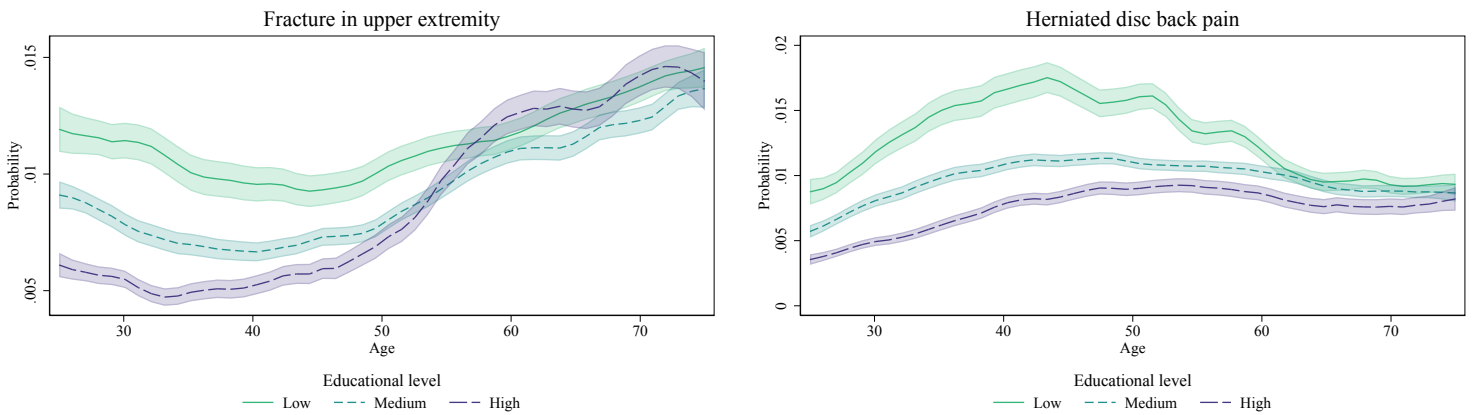 Fracture in upper extremity
Probability
.015
.01
.005
30 40 50 60 70
Age
Educational level
Low Medium High
Herniated disc back pain
Probability
.02
.015
.01
.005
0
30 40 50 60 70
Age
Educational level
Low Medium High